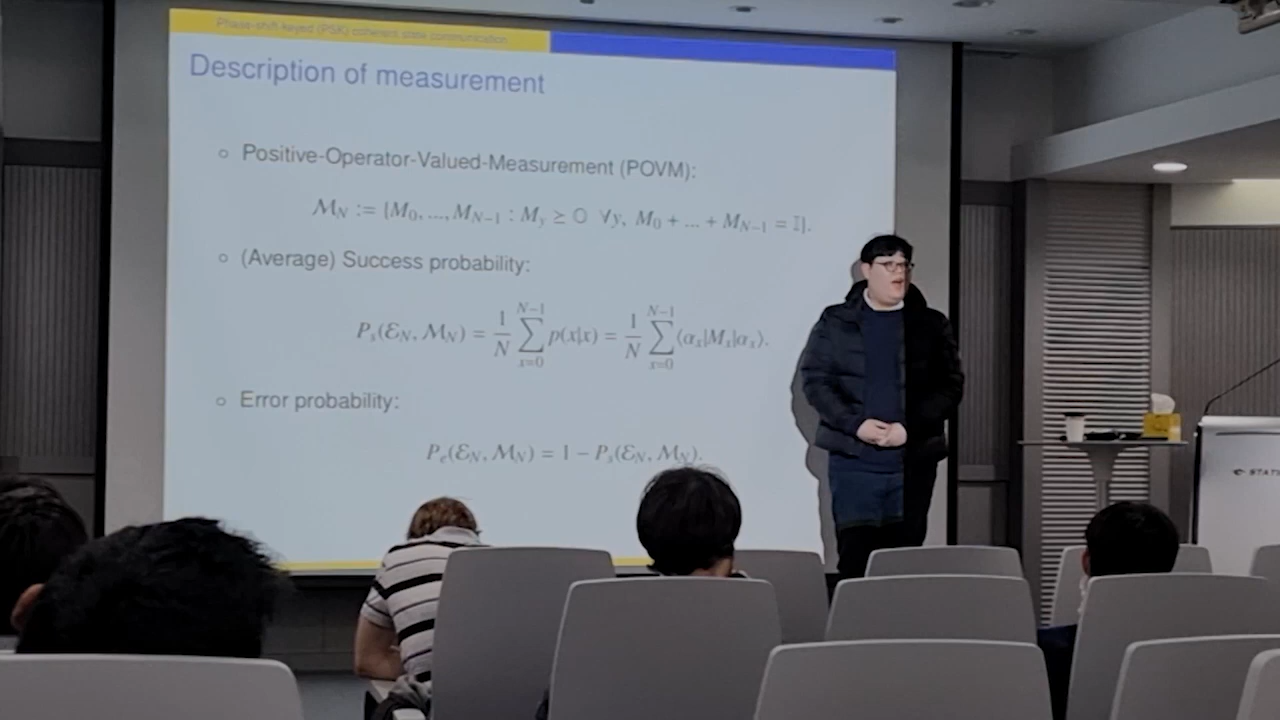 Phase-shift keyed (PSK) coherent state communication
Description of measurement
Positive-Operator-Valued-Measurement (POVM):
ℳ_N := {M_0, ..., M_{N−1} : M_y ≥ 𝕆 ∀y, M_0 + ... + M_{N−1} = 𝕀}.
(Average) Success probability:
P_s(ℰ_N, ℳ_N) = 1/N ∑_{x=0}^{N−1} p(x|x) = 1/N ∑_{x=0}^{N−1} ⟨α_x|M_x|α_x⟩.
Error probability:
P_e(ℰ_N, ℳ_N) = 1 − P_s(ℰ_N, ℳ_N).